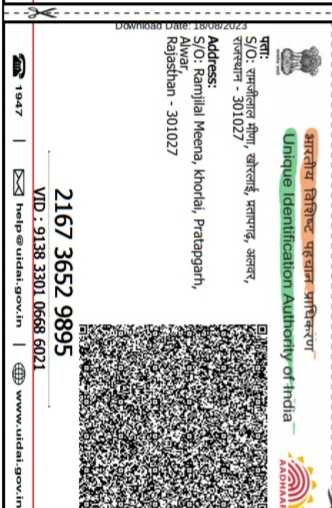 भारतीय विशिष्ट पहचान प्राधिकरण
Unique Identification Authority of India
AADHAAR
Download Date: 18/08/2023
पता:
S/O: रामजीलाल मीणा, खोरलाई, प्रतापगढ़, अलवर,
राजस्थान - 301027
Address:
S/O: Ramjilal Meena, khorlai, Pratapgarh,
Alwar,
Rajasthan - 301027
2167 3652 9895
VID : 9138 3301 0668 6021
1947 | help@uidai.gov.in | www.uidai.gov.in